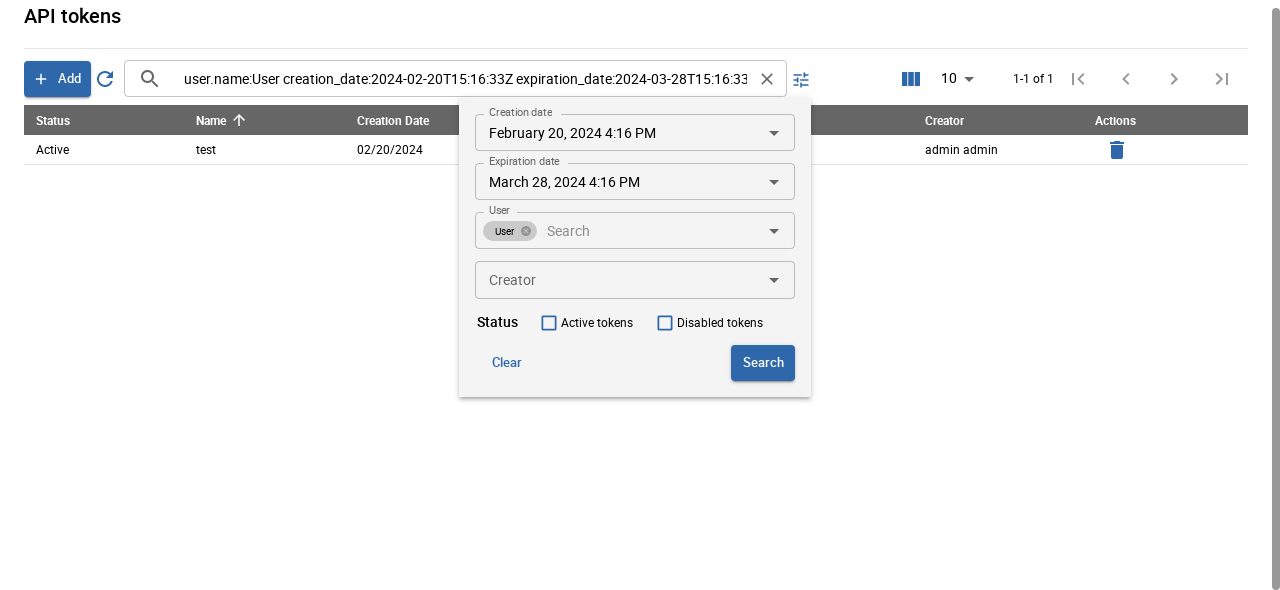 API tokens
Add
user.name:User creation_date:2024-02-20T15:16:33Z expiration_date:2024-03-28T15:16:33
10
1-1 of 1
Status Name Creation Date Creator Actions
Active test 02/20/2024 admin admin
Creation date
February 20, 2024 4:16 PM
Expiration date
March 28, 2024 4:16 PM
User
User Search
Creator
Status Active tokens Disabled tokens
Clear Search